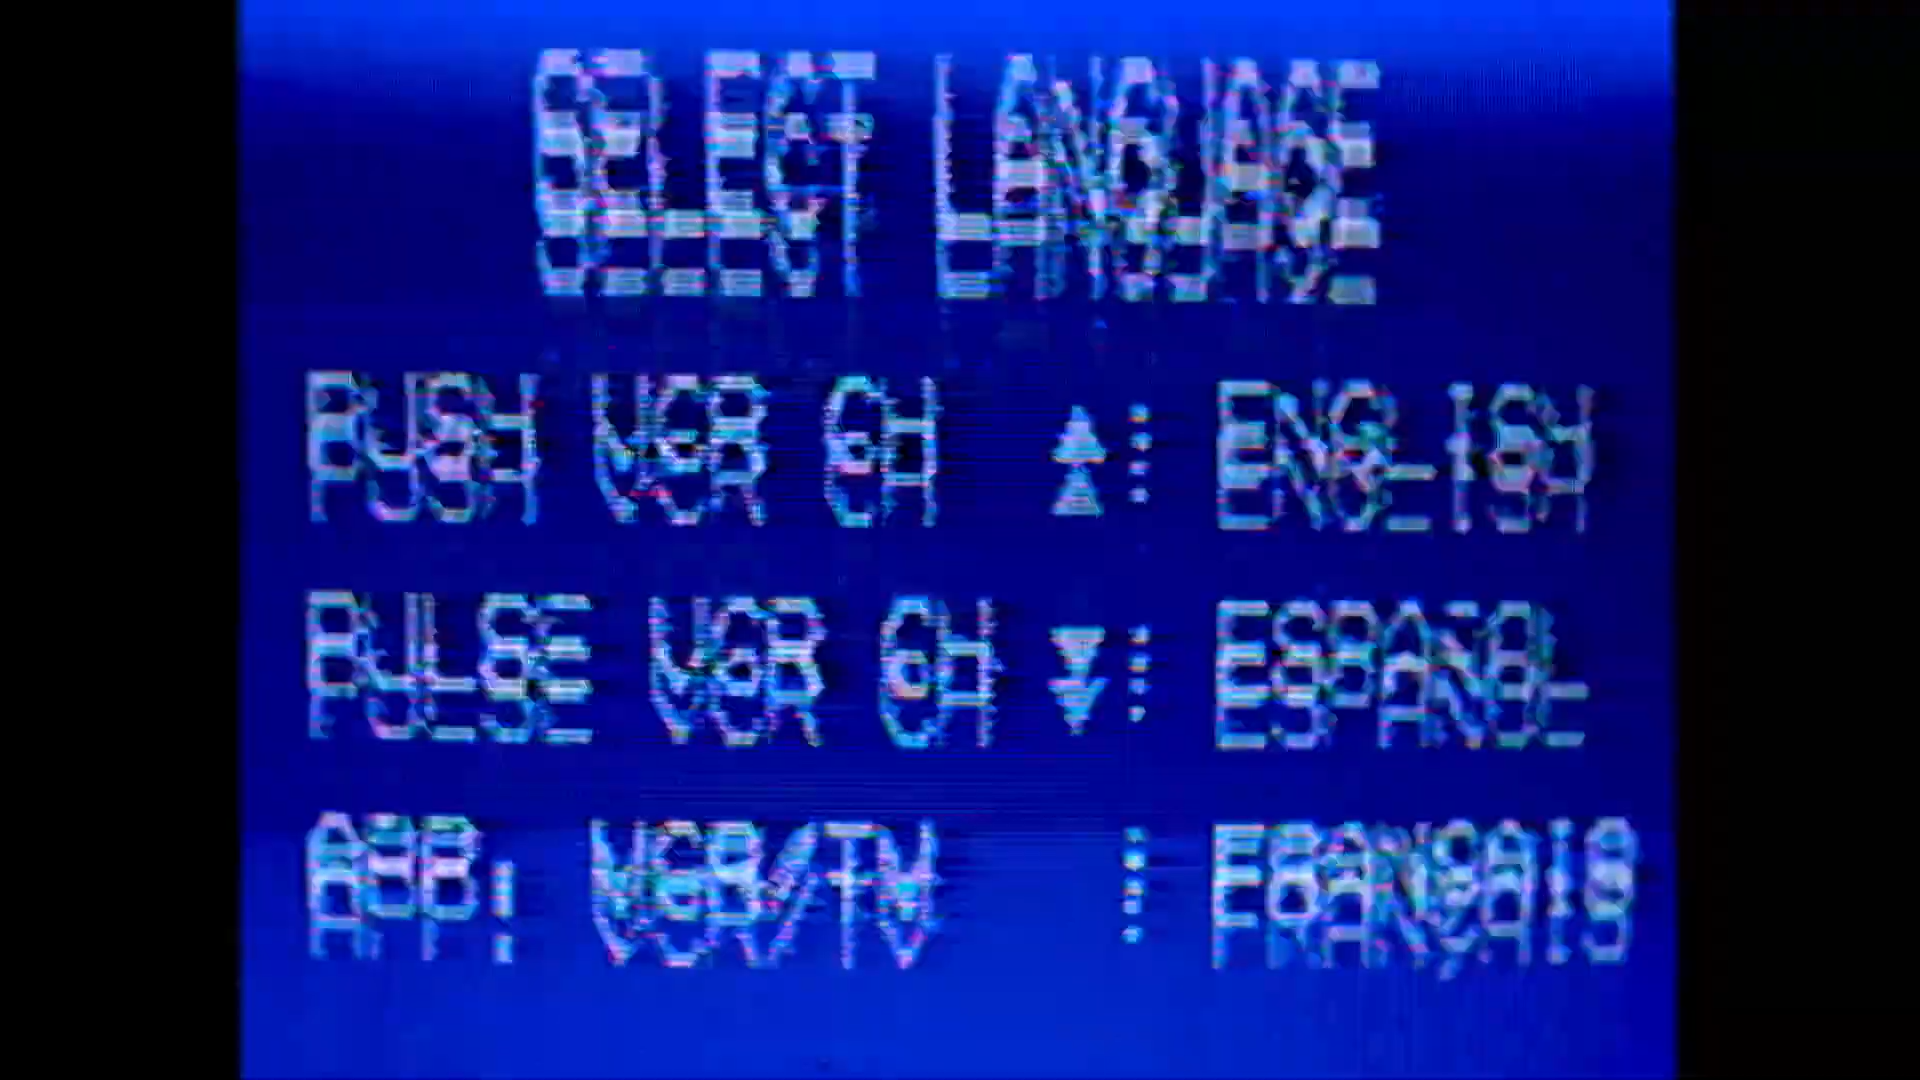 SELECT LANGUAGE
PUSH VCR CH ▲ : ENGLISH
PULSE VCR CH ▼ : ESPAÑOL
APP. VCR/TV : FRANÇAIS